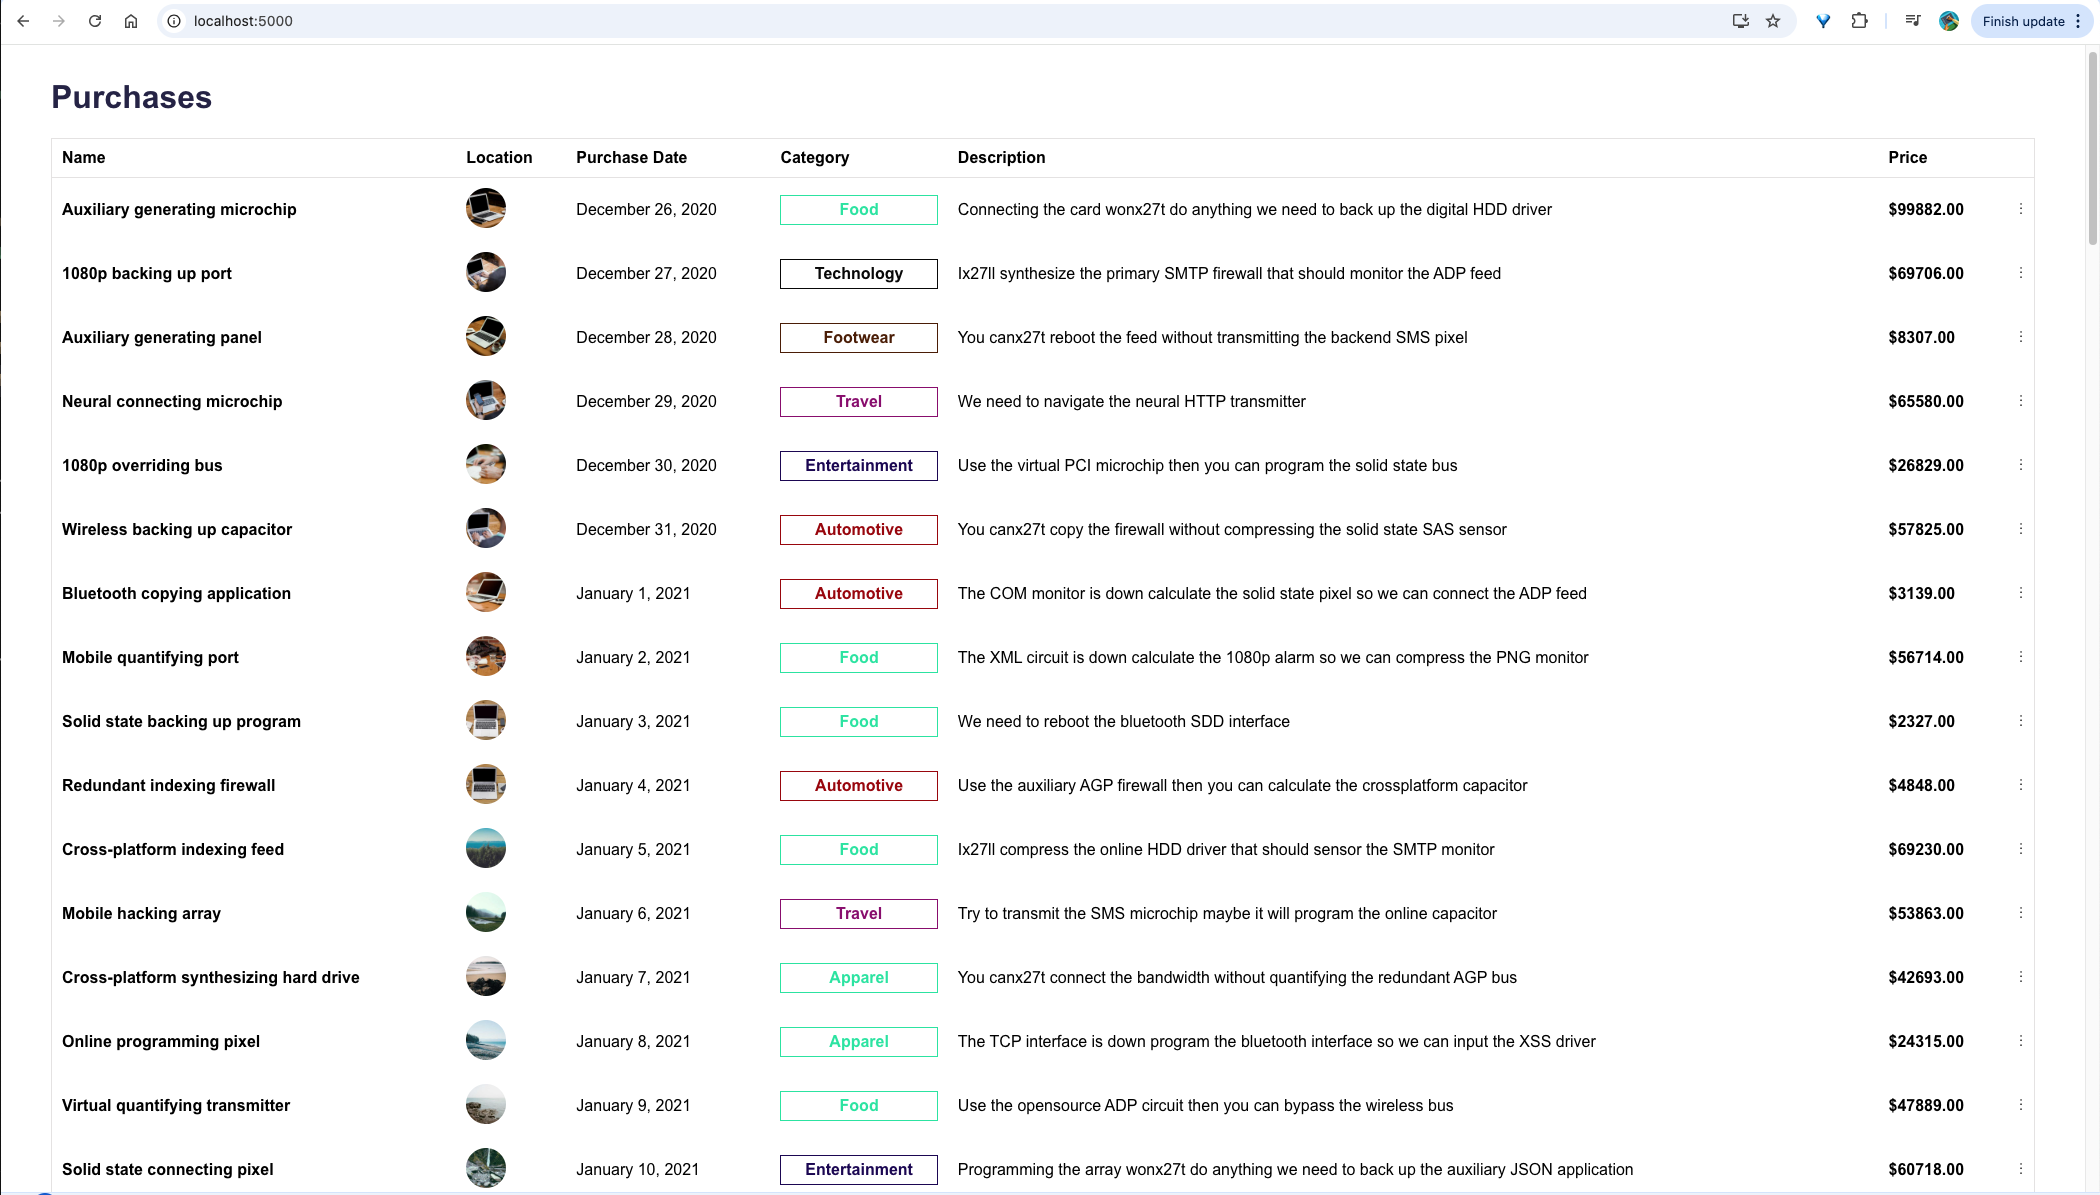 localhost:5000
Finish update
Purchases
Name Location Purchase Date Category Description Price
Auxiliary generating microchip December 26, 2020 Food Connecting the card wonx27t do anything we need to back up the digital HDD driver $99882.00
1080p backing up port December 27, 2020 Technology Ix27ll synthesize the primary SMTP firewall that should monitor the ADP feed $69706.00
Auxiliary generating panel December 28, 2020 Footwear You canx27t reboot the feed without transmitting the backend SMS pixel $8307.00
Neural connecting microchip December 29, 2020 Travel We need to navigate the neural HTTP transmitter $65580.00
1080p overriding bus December 30, 2020 Entertainment Use the virtual PCI microchip then you can program the solid state bus $26829.00
Wireless backing up capacitor December 31, 2020 Automotive You canx27t copy the firewall without compressing the solid state SAS sensor $57825.00
Bluetooth copying application January 1, 2021 Automotive The COM monitor is down calculate the solid state pixel so we can connect the ADP feed $3139.00
Mobile quantifying port January 2, 2021 Food The XML circuit is down calculate the 1080p alarm so we can compress the PNG monitor $56714.00
Solid state backing up program January 3, 2021 Food We need to reboot the bluetooth SDD interface $2327.00
Redundant indexing firewall January 4, 2021 Automotive Use the auxiliary AGP firewall then you can calculate the crossplatform capacitor $4848.00
Cross-platform indexing feed January 5, 2021 Food Ix27ll compress the online HDD driver that should sensor the SMTP monitor $69230.00
Mobile hacking array January 6, 2021 Travel Try to transmit the SMS microchip maybe it will program the online capacitor $53863.00
Cross-platform synthesizing hard drive January 7, 2021 Apparel You canx27t connect the bandwidth without quantifying the redundant AGP bus $42693.00
Online programming pixel January 8, 2021 Apparel The TCP interface is down program the bluetooth interface so we can input the XSS driver $24315.00
Virtual quantifying transmitter January 9, 2021 Food Use the opensource ADP circuit then you can bypass the wireless bus $47889.00
Solid state connecting pixel January 10, 2021 Entertainment Programming the array wonx27t do anything we need to back up the auxiliary JSON application $60718.00